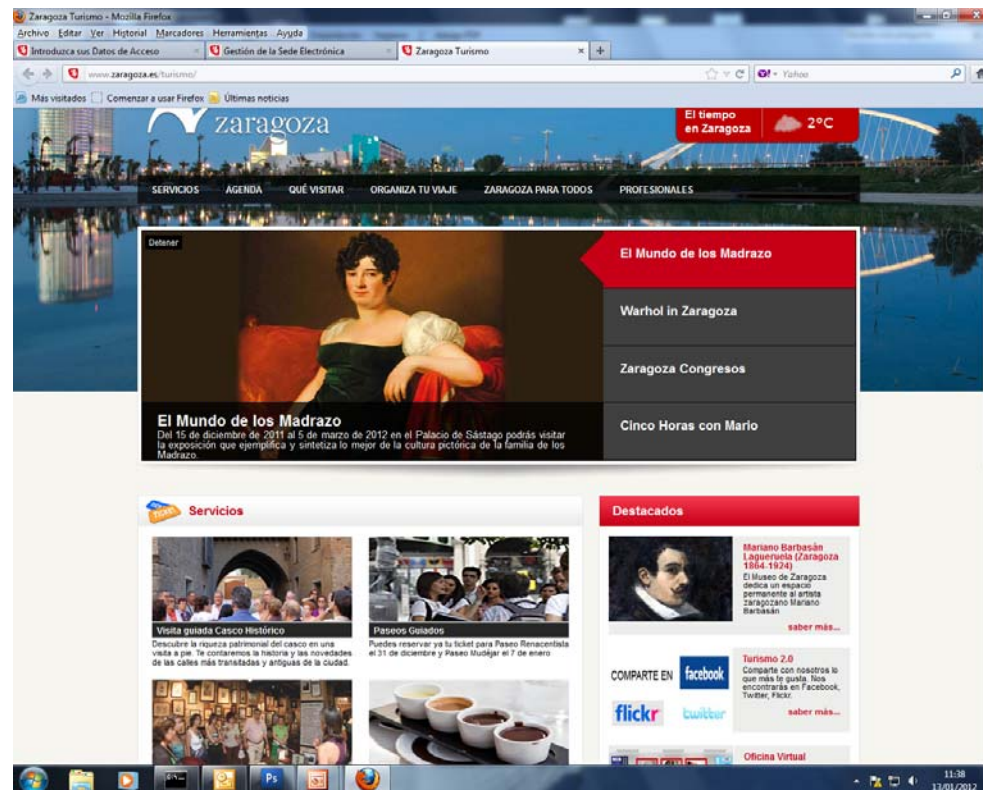 Zaragoza Turismo - Mozilla Firefox
Archivo Editar Ver Historial Marcadores Herramientas Ayuda
Introduzca sus Datos de Acceso
Gestión de la Sede Electrónica
Zaragoza Turismo
www.zaragoza.es/turismo/
Yahoo
Más visitados Comenzar a usar Firefox Últimas noticias
zaragoza
El tiempo
en Zaragoza
2ºC
SERVICIOS AGENDA QUÉ VISITAR ORGANIZA TU VIAJE ZARAGOZA PARA TODOS PROFESIONALES
Detener
El Mundo de los Madrazo
Del 15 de diciembre de 2011 al 5 de marzo de 2012 en el Palacio de Sástago podrás visitar
la exposición que ejemplifica y sintetiza lo mejor de la cultura pictórica de la familia de los
Madrazo.
El Mundo de los Madrazo
Warhol in Zaragoza
Zaragoza Congresos
Cinco Horas con Mario
Servicios
Visita guiada Casco Histórico
Descubre la riqueza patrimonial del casco en una
visita a pie. Te contaremos la historia y las novedades
de las calles más transitadas y antiguas de la ciudad.
Paseos Guiados
Puedes reservar ya tu ticket para Paseo Renacentista
el 31 de diciembre y Paseo Mudéjar el 7 de enero
Destacados
Mariano Barbasán
Lagueruela (Zaragoza
1864-1924)
El Museo de Zaragoza
dedica un espacio
permanente al artista
zaragozano Mariano
Barbasán
saber más...
COMPARTE EN facebook
flickr twitter
Turismo 2.0
Comparte con nosotros lo
que más te gusta. Nos
encontrarás en Facebook,
Twitter, Flickr.
saber más...
Oficina Virtual
Ps
11:38
13/01/2012